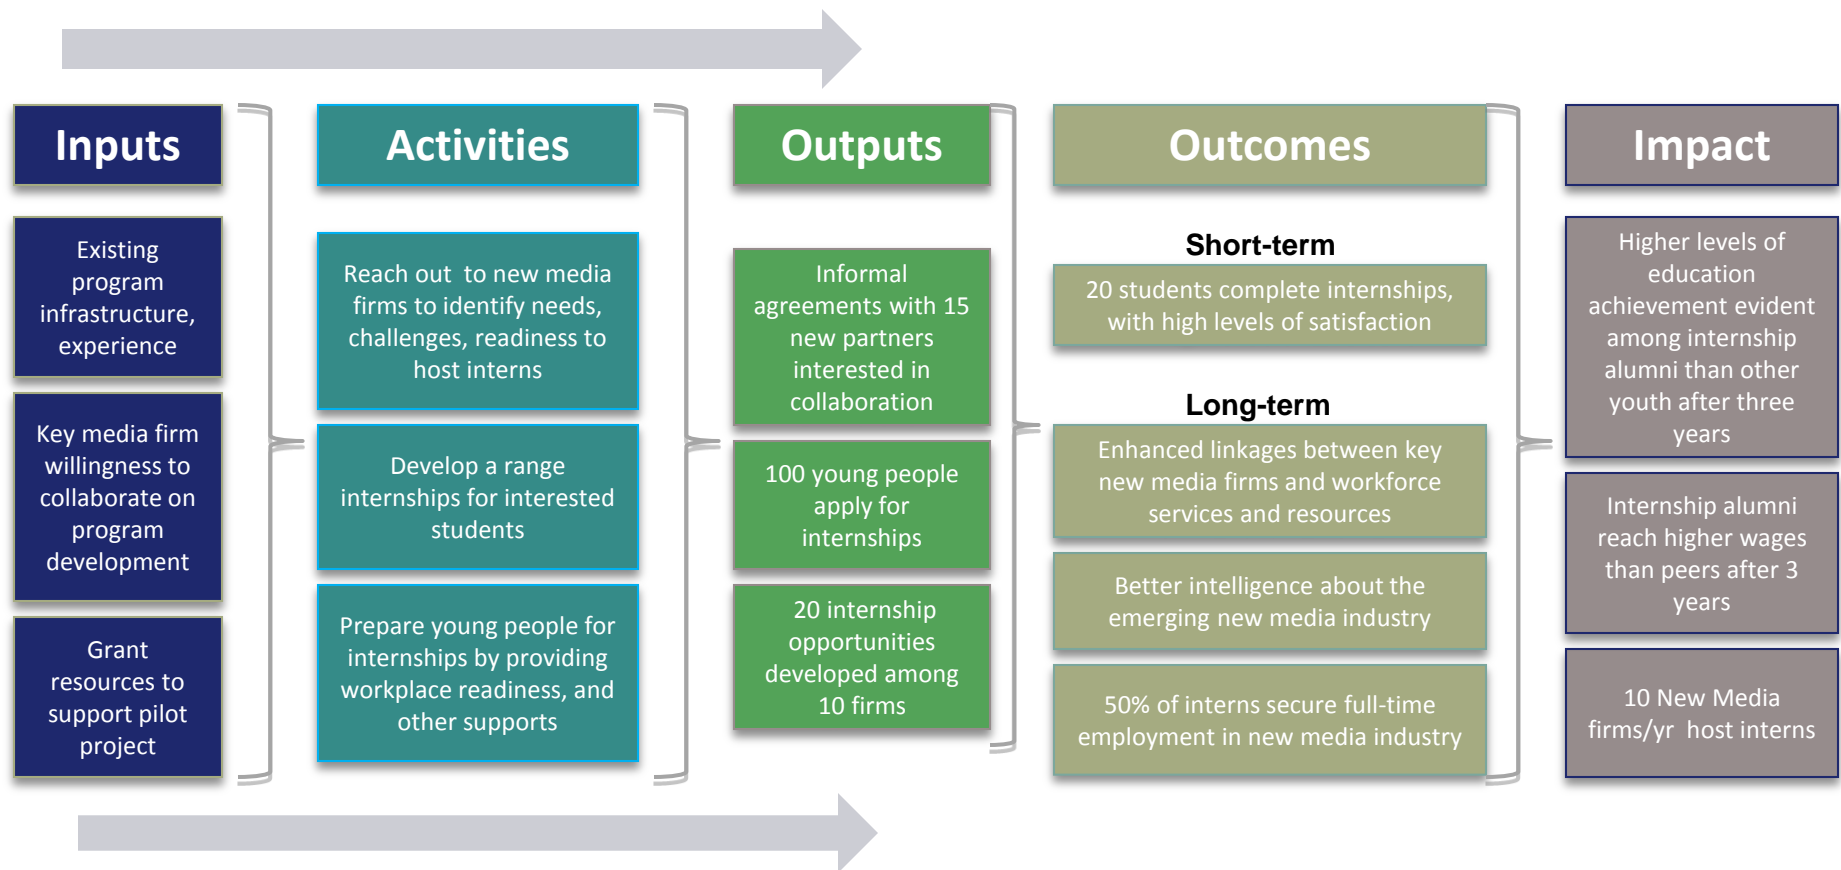 Inputs
Existing
program
infrastructure,
experience
Key media firm
willingness to
collaborate on
program
development
Grant
resources to
support pilot
project
Activities
Reach out  to new media
firms to identify needs,
challenges, readiness to
host interns
Develop a range
internships for interested
students
Prepare young people for
internships by providing
workplace readiness, and
other supports
Outputs
Informal
agreements with 15
new partners
interested in
collaboration
100 young people
apply for
internships
20 internship
opportunities
developed among
10 firms
Outcomes
Short-term
20 students complete internships,
with high levels of satisfaction
Long-term
Enhanced linkages between key
new media firms and workforce
services and resources
Better intelligence about the
emerging new media industry
50% of interns secure full-time
employment in new media industry
Impact
Higher levels of
education
achievement evident
among internship
alumni than other
youth after three
years
Internship alumni
reach higher wages
than peers after 3
years
10 New Media
firms/yr  host interns